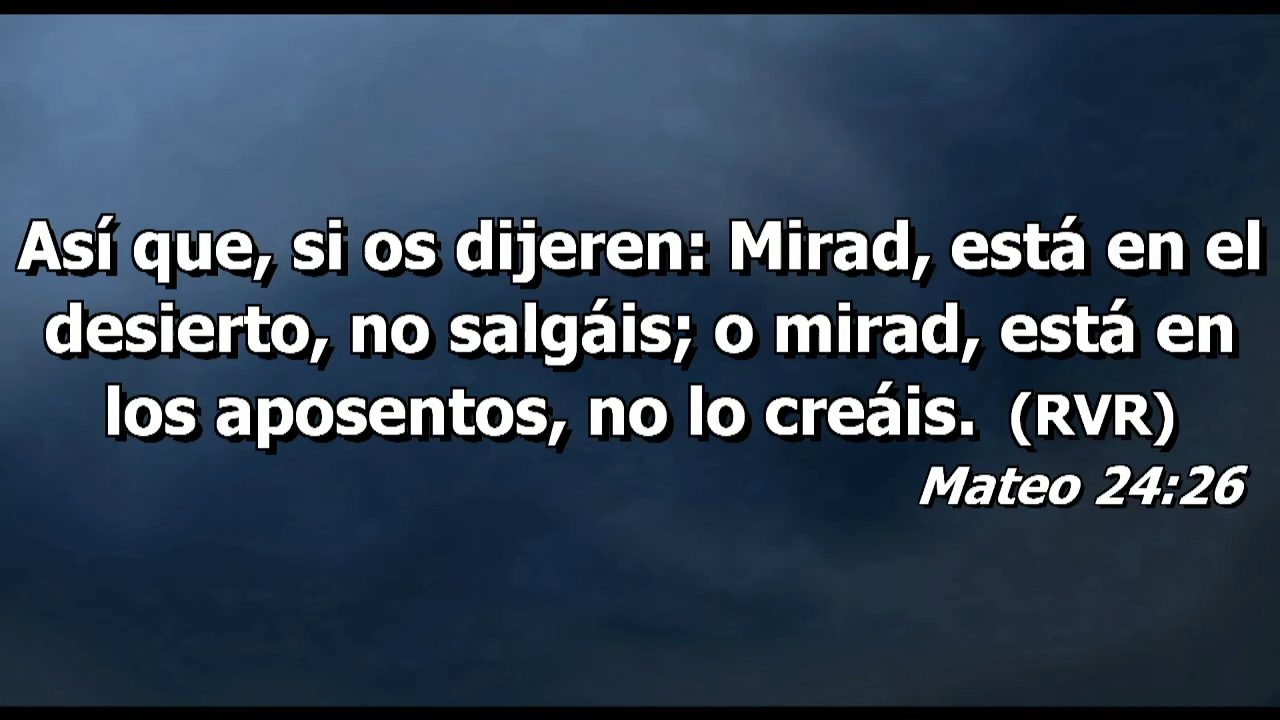 Así que, si os dijeren: Mirad, está en el
desierto, no salgáis; o mirad, está en
los aposentos, no lo creáis. (RVR)
Mateo 24:26